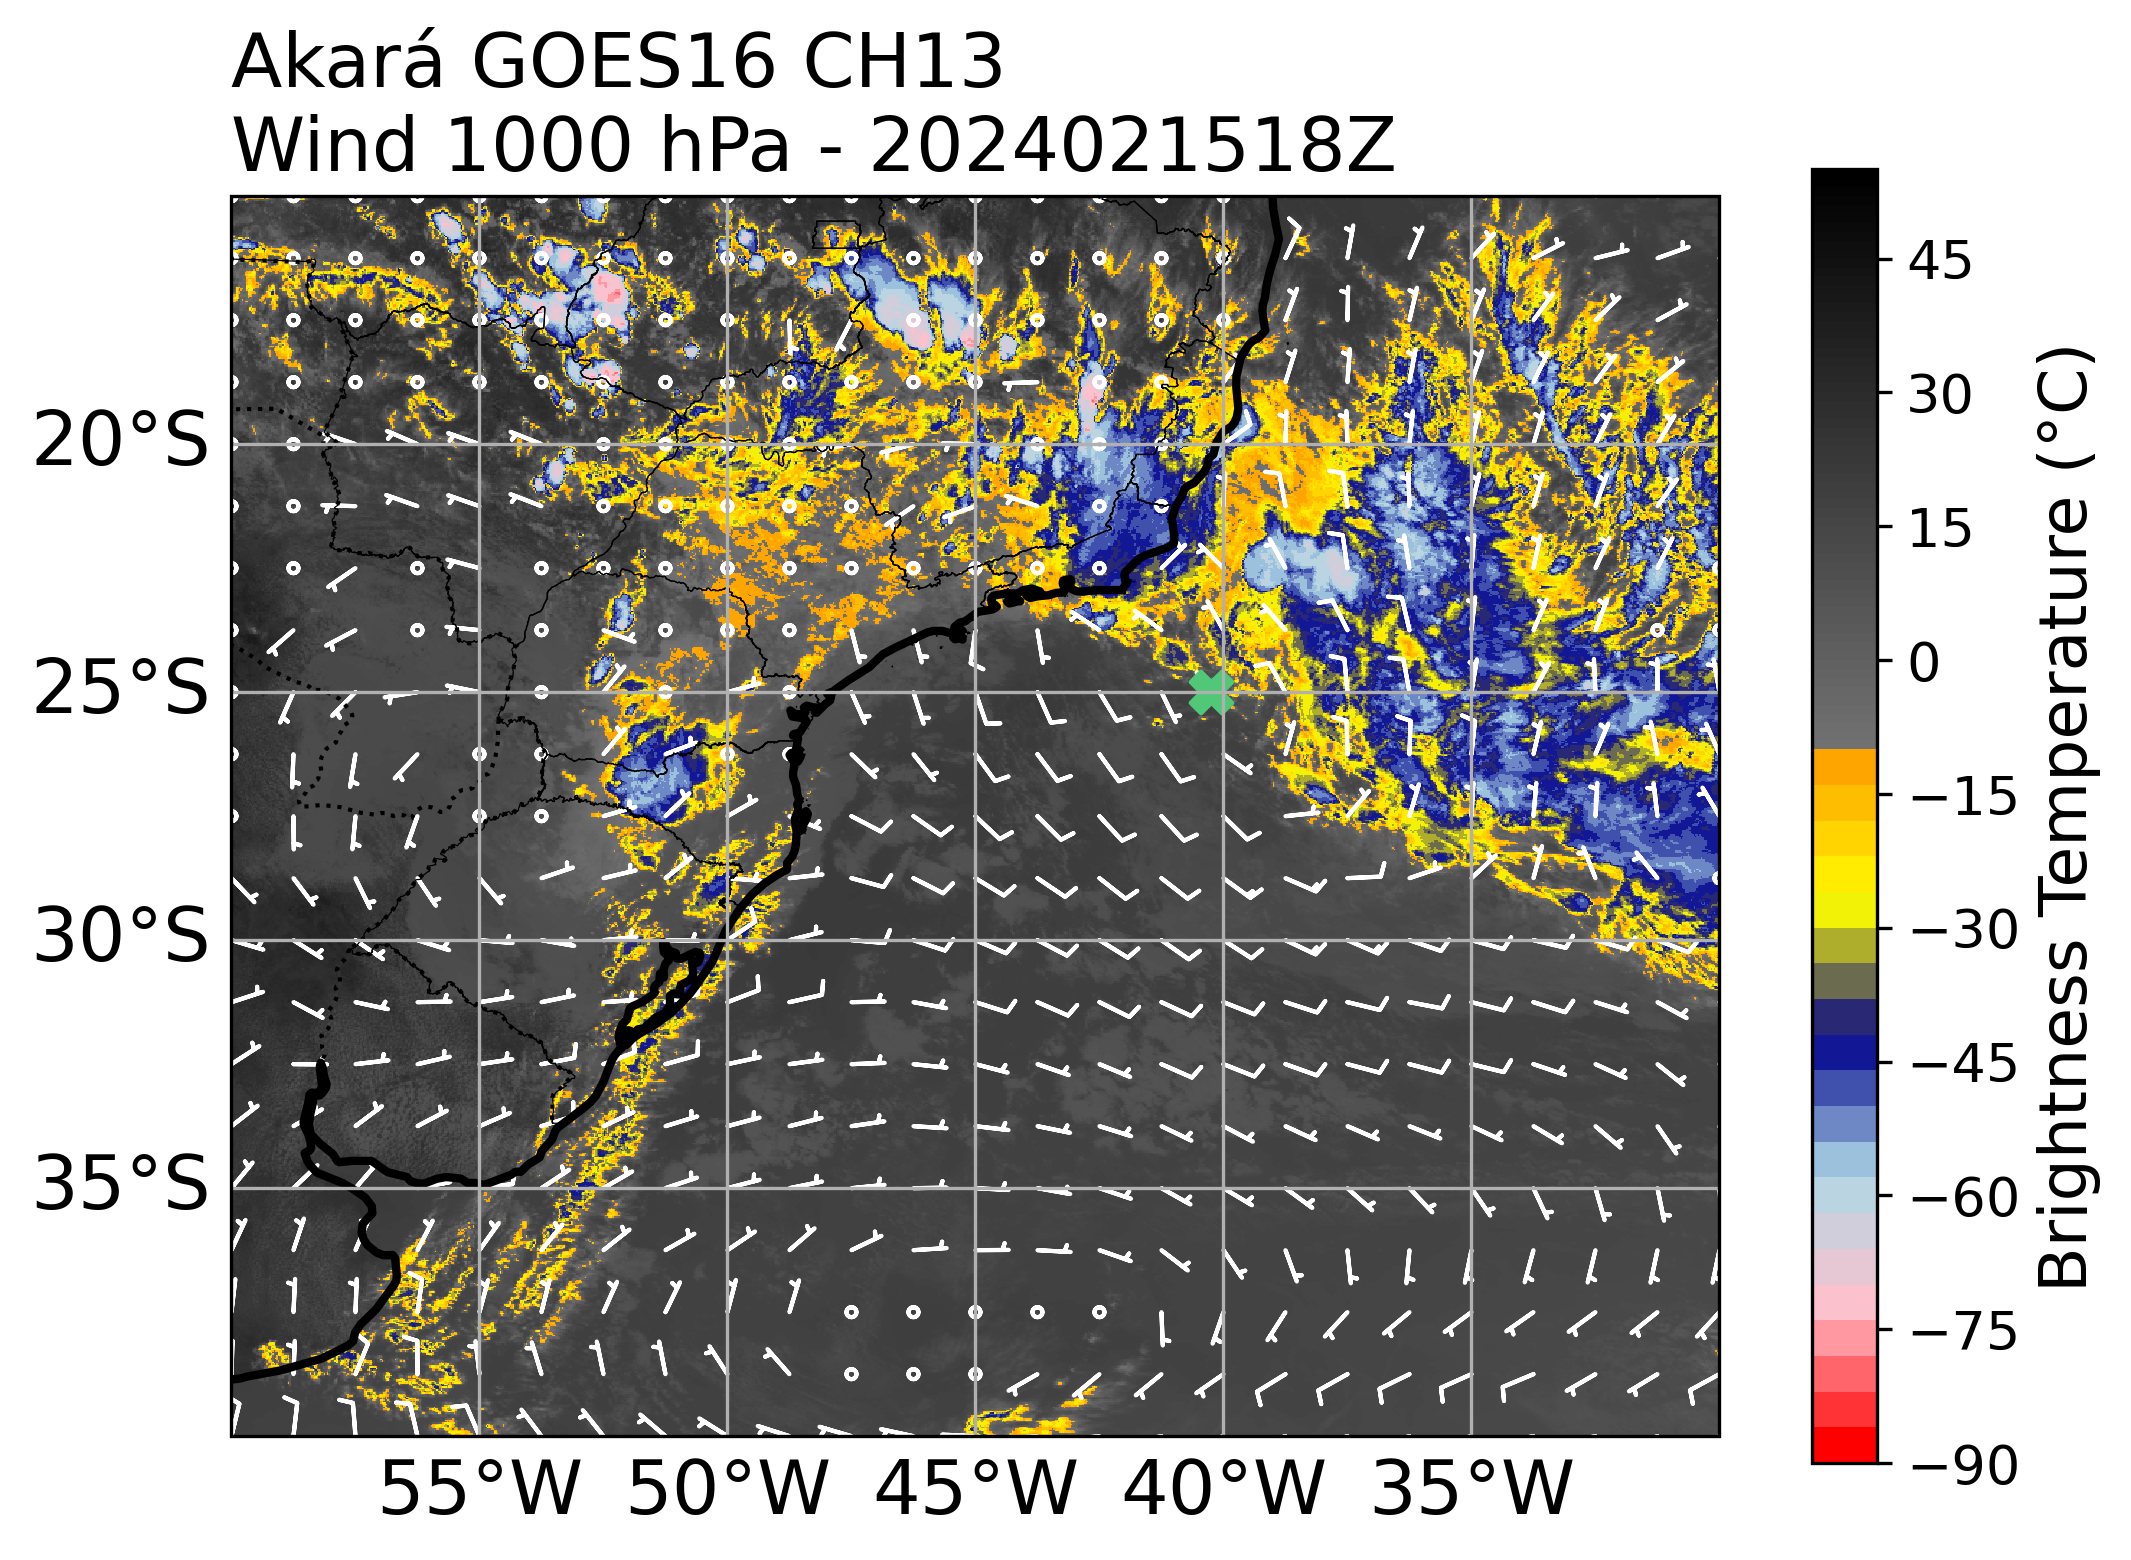 Akará GOES16 CH13
Wind 1000 hPa - 2024021518Z
20°S
25°S
30°S
35°S
55°W 50°W 45°W 40°W 35°W
45
30
15
0
−15
−30
−45
−60
−75
−90
Brightness Temperature (°C)